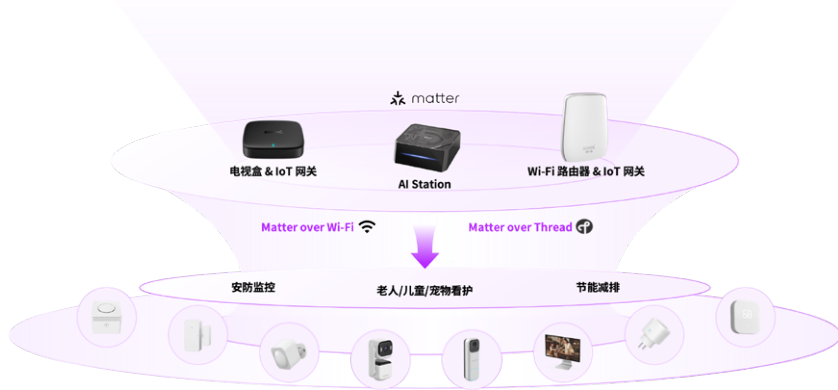 matter
电视盒 & IoT 网关
AI Station
Wi-Fi 路由器 & IoT 网关
Matter over Wi-Fi
Matter over Thread
安防监控
老人/儿童/宠物看护
节能减排